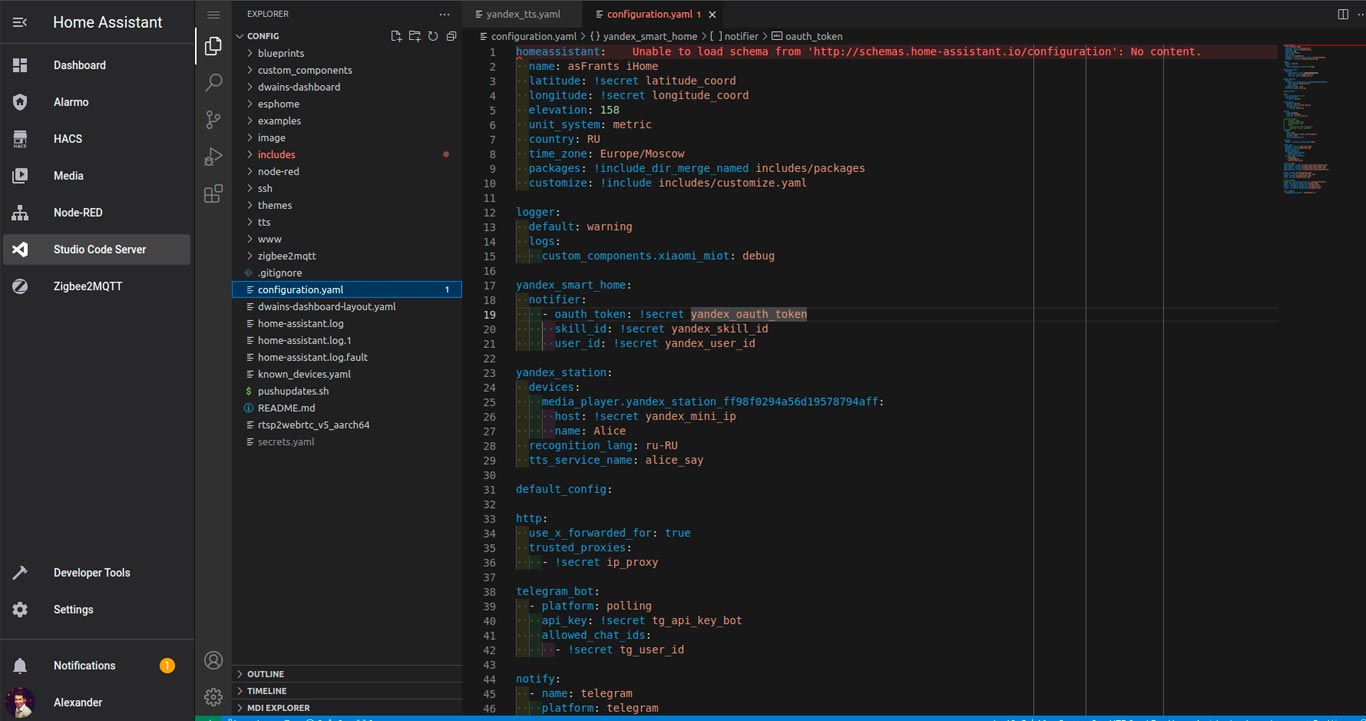 Home Assistant
Dashboard
Alarmo
HACS
Media
Node-RED
Studio Code Server
Zigbee2MQTT
Developer Tools
Settings
Notifications 1
Alexander
EXPLORER
CONFIG
blueprints
custom_components
dwains-dashboard
esphome
examples
image
includes
node-red
ssh
themes
tts
www
zigbee2mqtt
.gitignore
configuration.yaml 1
dwains-dashboard-layout.yaml
home-assistant.log
home-assistant.log.1
home-assistant.log.fault
known_devices.yaml
pushupdates.sh
README.md
rtsp2webrtc_v5_aarch64
secrets.yaml
OUTLINE
TIMELINE
MDI EXPLORER
yandex_tts.yaml configuration.yaml 1
configuration.yaml > {} yandex_smart_home > [ ] notifier > oauth_token
1 homeassistant: Unable to load schema from 'http://schemas.home-assistant.io/configuration': No content.
2 name: asFrants iHome
3 latitude: !secret latitude_coord
4 longitude: !secret longitude_coord
5 elevation: 158
6 unit_system: metric
7 country: RU
8 time_zone: Europe/Moscow
9 packages: !include_dir_merge_named includes/packages
10 customize: !include includes/customize.yaml
11
12 logger:
13 default: warning
14 logs:
15 custom_components.xiaomi_miot: debug
16
17 yandex_smart_home:
18 notifier:
19 - oauth_token: !secret yandex_oauth_token
20 skill_id: !secret yandex_skill_id
21 user_id: !secret yandex_user_id
22
23 yandex_station:
24 devices:
25 media_player.yandex_station_ff98f0294a56d19578794aff:
26 host: !secret yandex_mini_ip
27 name: Alice
28 recognition_lang: ru-RU
29 tts_service_name: alice_say
30
31 default_config:
32
33 http:
34 use_x_forwarded_for: true
35 trusted_proxies:
36 - !secret ip_proxy
37
38 telegram_bot:
39 - platform: polling
40 api_key: !secret tg_api_key_bot
41 allowed_chat_ids:
42 - !secret tg_user_id
43
44 notify:
45 - name: telegram
46 platform: telegram